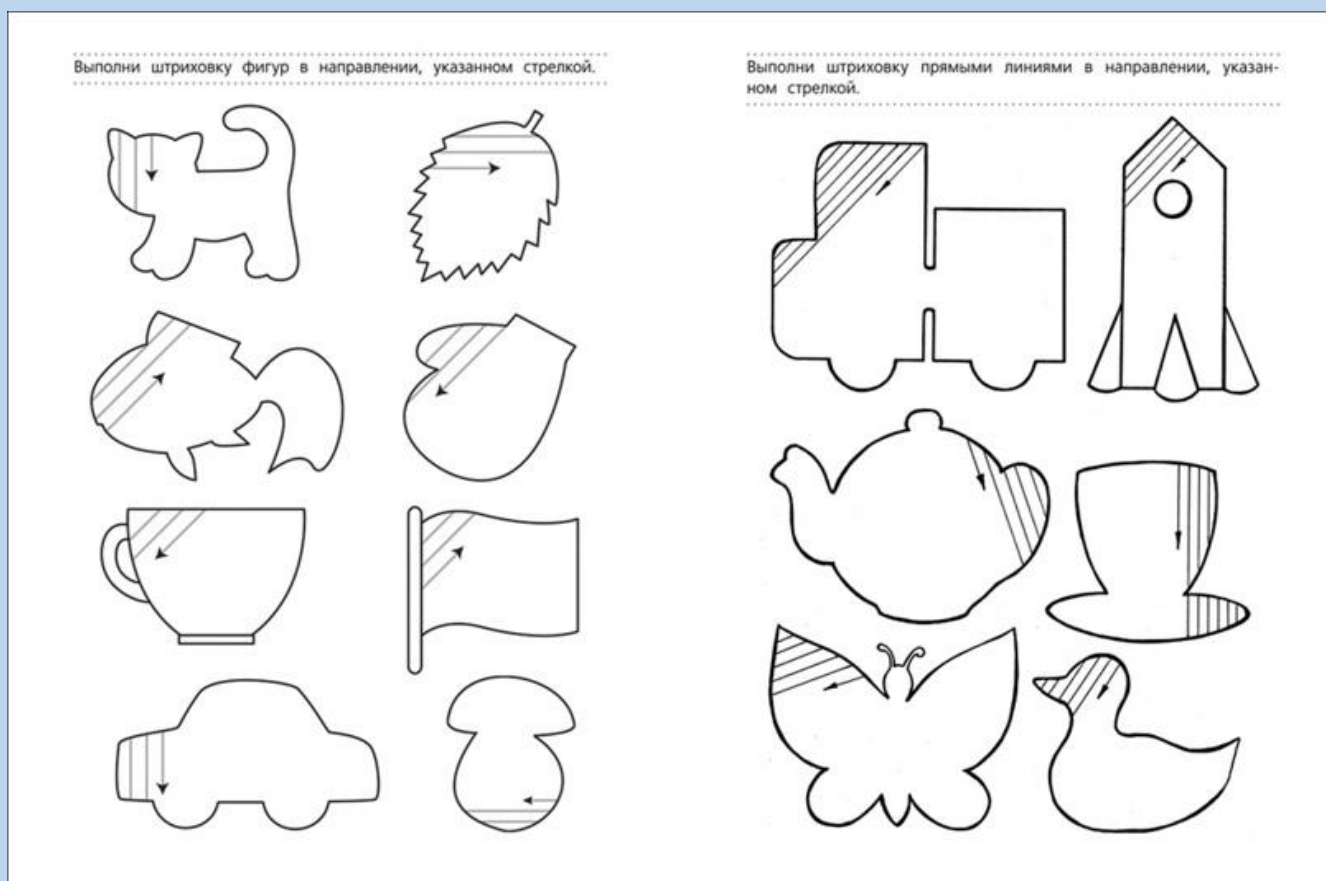 Выполни штриховку фигур в направлении, указанном стрелкой.
Выполни штриховку прямыми линиями в направлении, указан-
ном стрелкой.